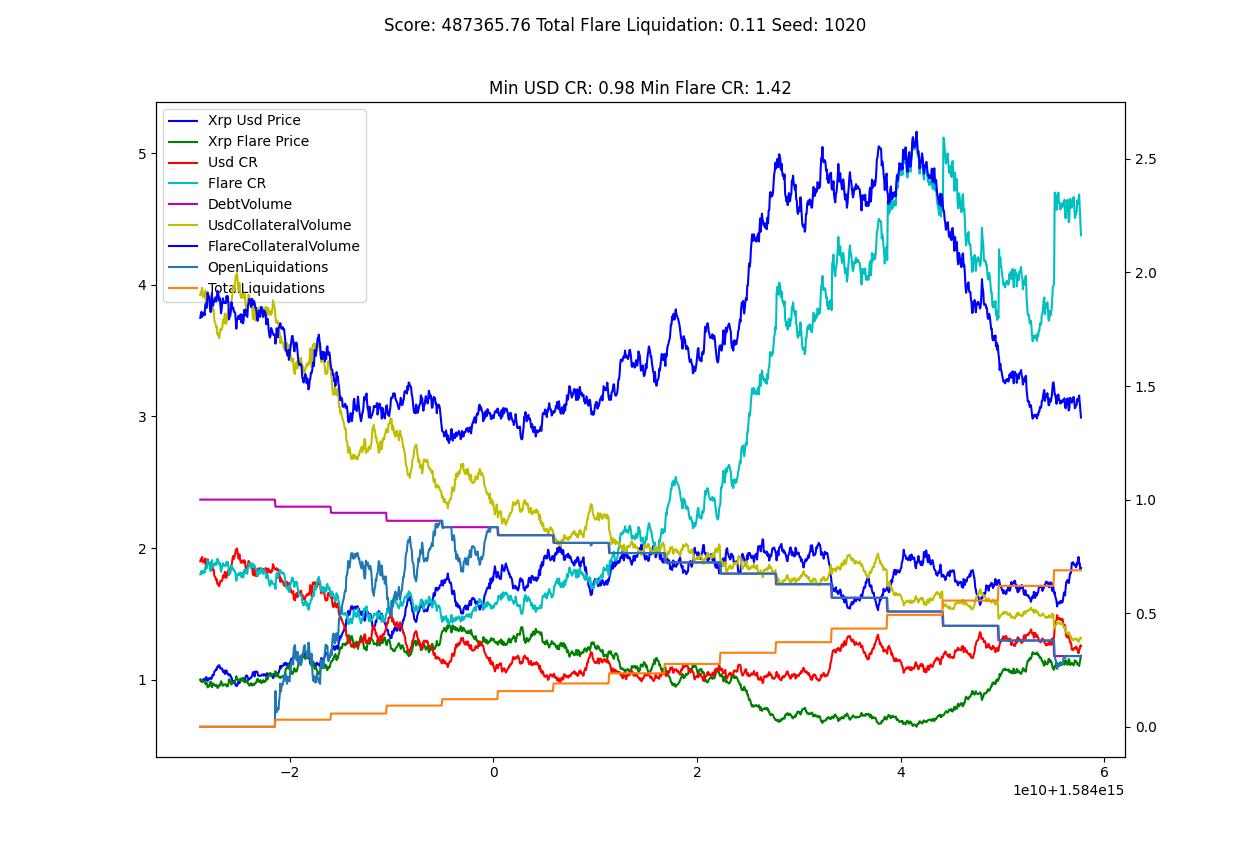 Score: 487365.76 Total Flare Liquidation: 0.11 Seed: 1020
Min USD CR: 0.98 Min Flare CR: 1.42
Xrp Usd Price
Xrp Flare Price
Usd CR
Flare CR
DebtVolume
UsdCollateralVolume
FlareCollateralVolume
OpenLiquidations
TotalLiquidations
5
4
3
2
1
2.5
2.0
1.5
1.0
0.5
0.0
−2 0 2 4 6
1e10+1.584e15